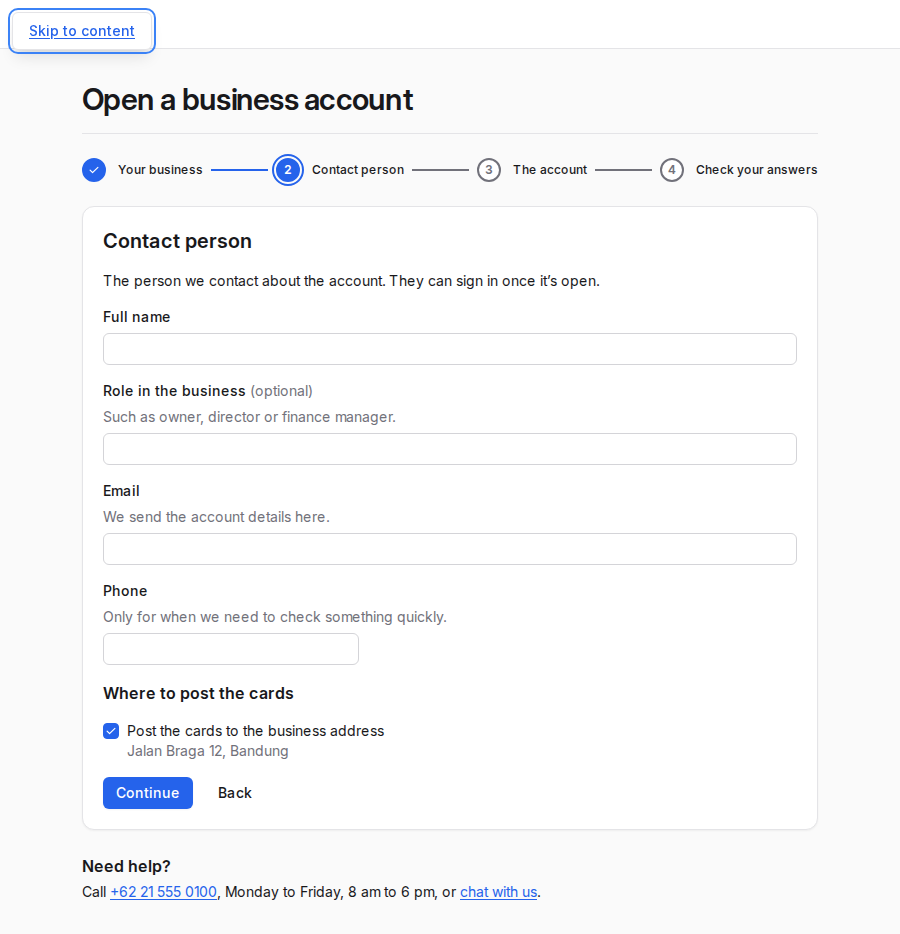 Skip to content
Open a business account
Your business 2 Contact person 3 The account 4 Check your answers
Contact person
The person we contact about the account. They can sign in once it’s open.
Full name
Role in the business (optional)
Such as owner, director or finance manager.
Email
We send the account details here.
Phone
Only for when we need to check something quickly.
Where to post the cards
Post the cards to the business address
Jalan Braga 12, Bandung
Continue Back
Need help?
Call +62 21 555 0100, Monday to Friday, 8 am to 6 pm, or chat with us.